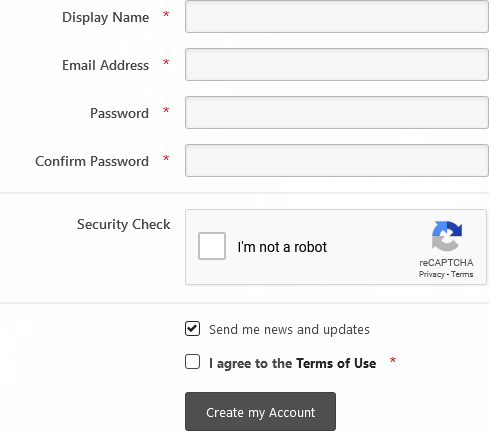 Display Name *
Email Address *
Password *
Confirm Password *
Security Check
I'm not a robot
reCAPTCHA
Privacy - Terms
Send me news and updates
I agree to the Terms of Use *
Create my Account